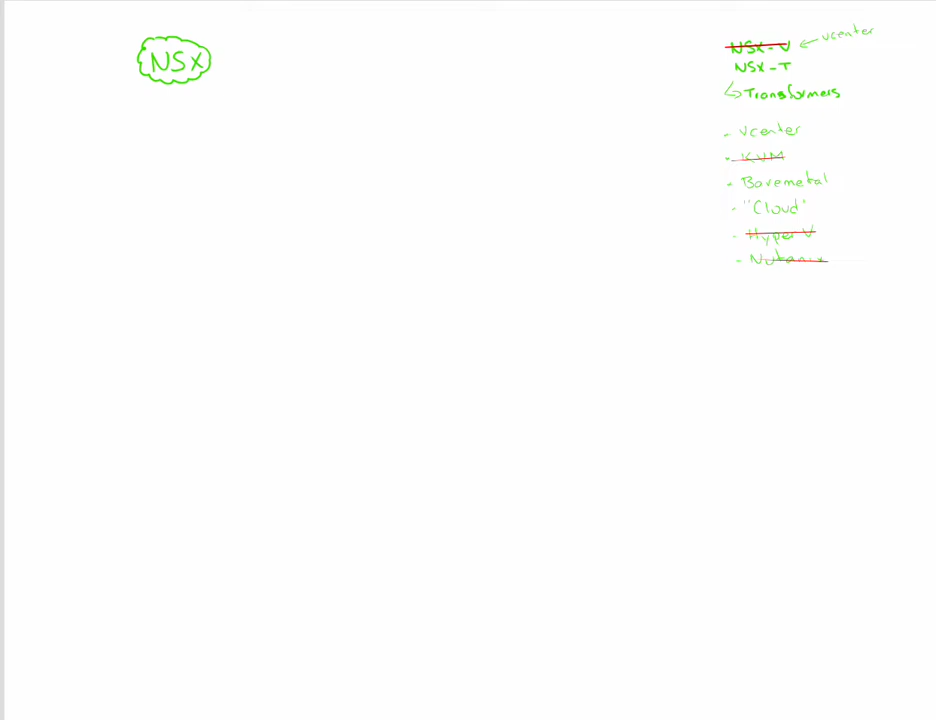 NSX
NSX-V ← vcenter
NSX-T
↳ Transformers
- vcenter
- KVM
- Baremetal
- "Cloud"
- Hyper V
- Nutanix